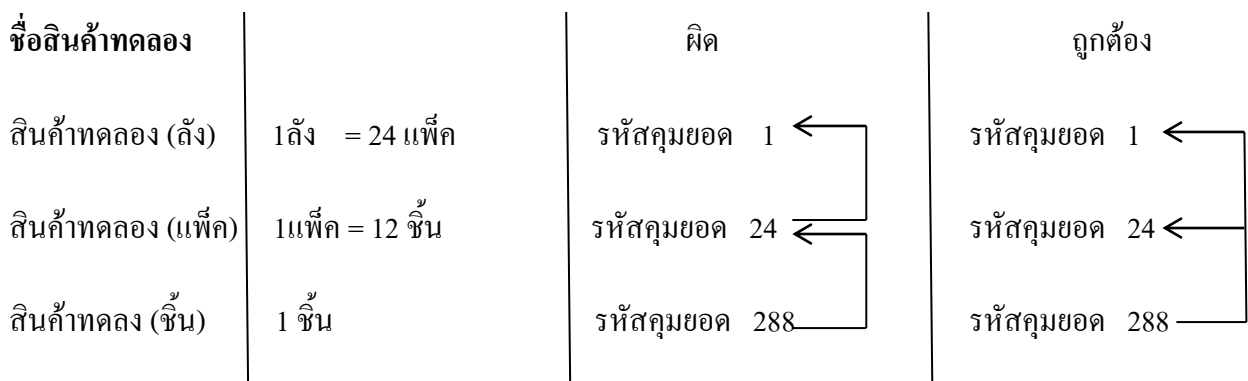 ชื่อสินค้าทดลอง ผิด ถูกต้อง
สินค้าทดลอง (ลัง) 1ลัง = 24 แพ็ค รหัสคุมยอด 1 รหัสคุมยอด 1
สินค้าทดลอง (แพ็ค) 1แพ็ค = 12 ชิ้น รหัสคุมยอด 24 รหัสคุมยอด 24
สินค้าทดลง (ชิ้น) 1 ชิ้น รหัสคุมยอด 288 รหัสคุมยอด 288